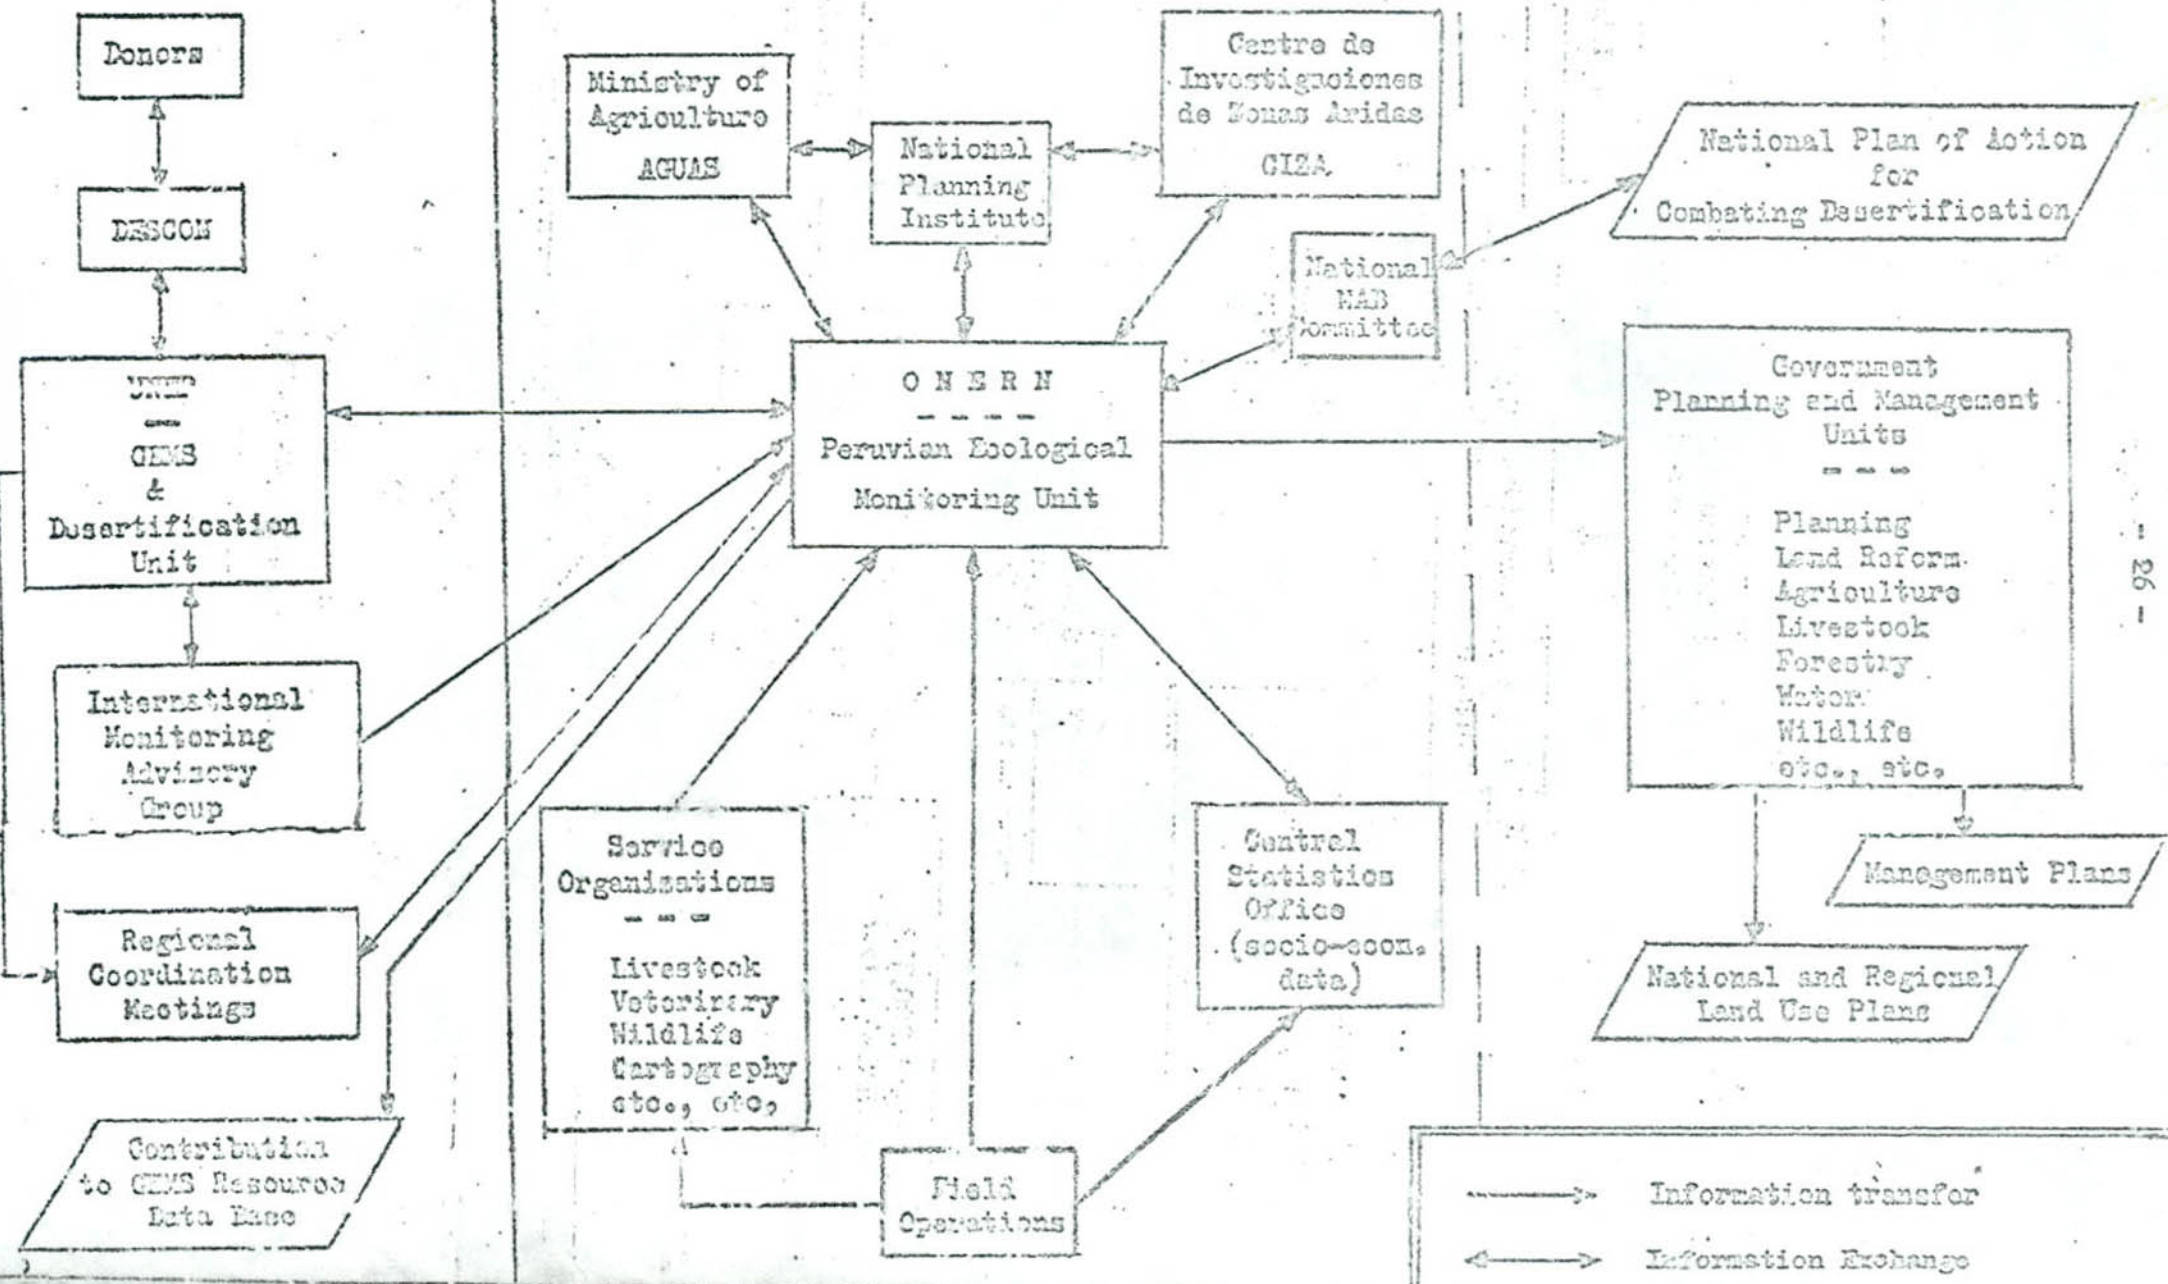 Donors
DESCON
UNEP
GEMS
&
Desertification
Unit
International
Monitoring
Advisory
Group
Regional
Coordination
Meetings
Contribution
to GEMS Resource
Data Base
Ministry of
Agriculture
AGUAS
National
Planning
Institute
Centre de
Investigaciones
de Zonas Aridas
CIZA
National
MAB
Committee
O N E R N
- - - -
Peruvian Ecological
Monitoring Unit
Service
Organizations
- - -
Livestock
Veterinary
Wildlife
Cartography
etc., etc,
Field
Operations
Central
Statistics
Office
(socio-econ.
data)
National Plan of Action
for
Combating Desertification
Government
Planning and Management
Units
- - -
Planning
Land Reform
Agriculture
Livestock
Forestry
Water
Wildlife
etc., etc.
Management Plans
National and Regional
Land Use Plans
Information transfer
Information Exchange
- 26 -